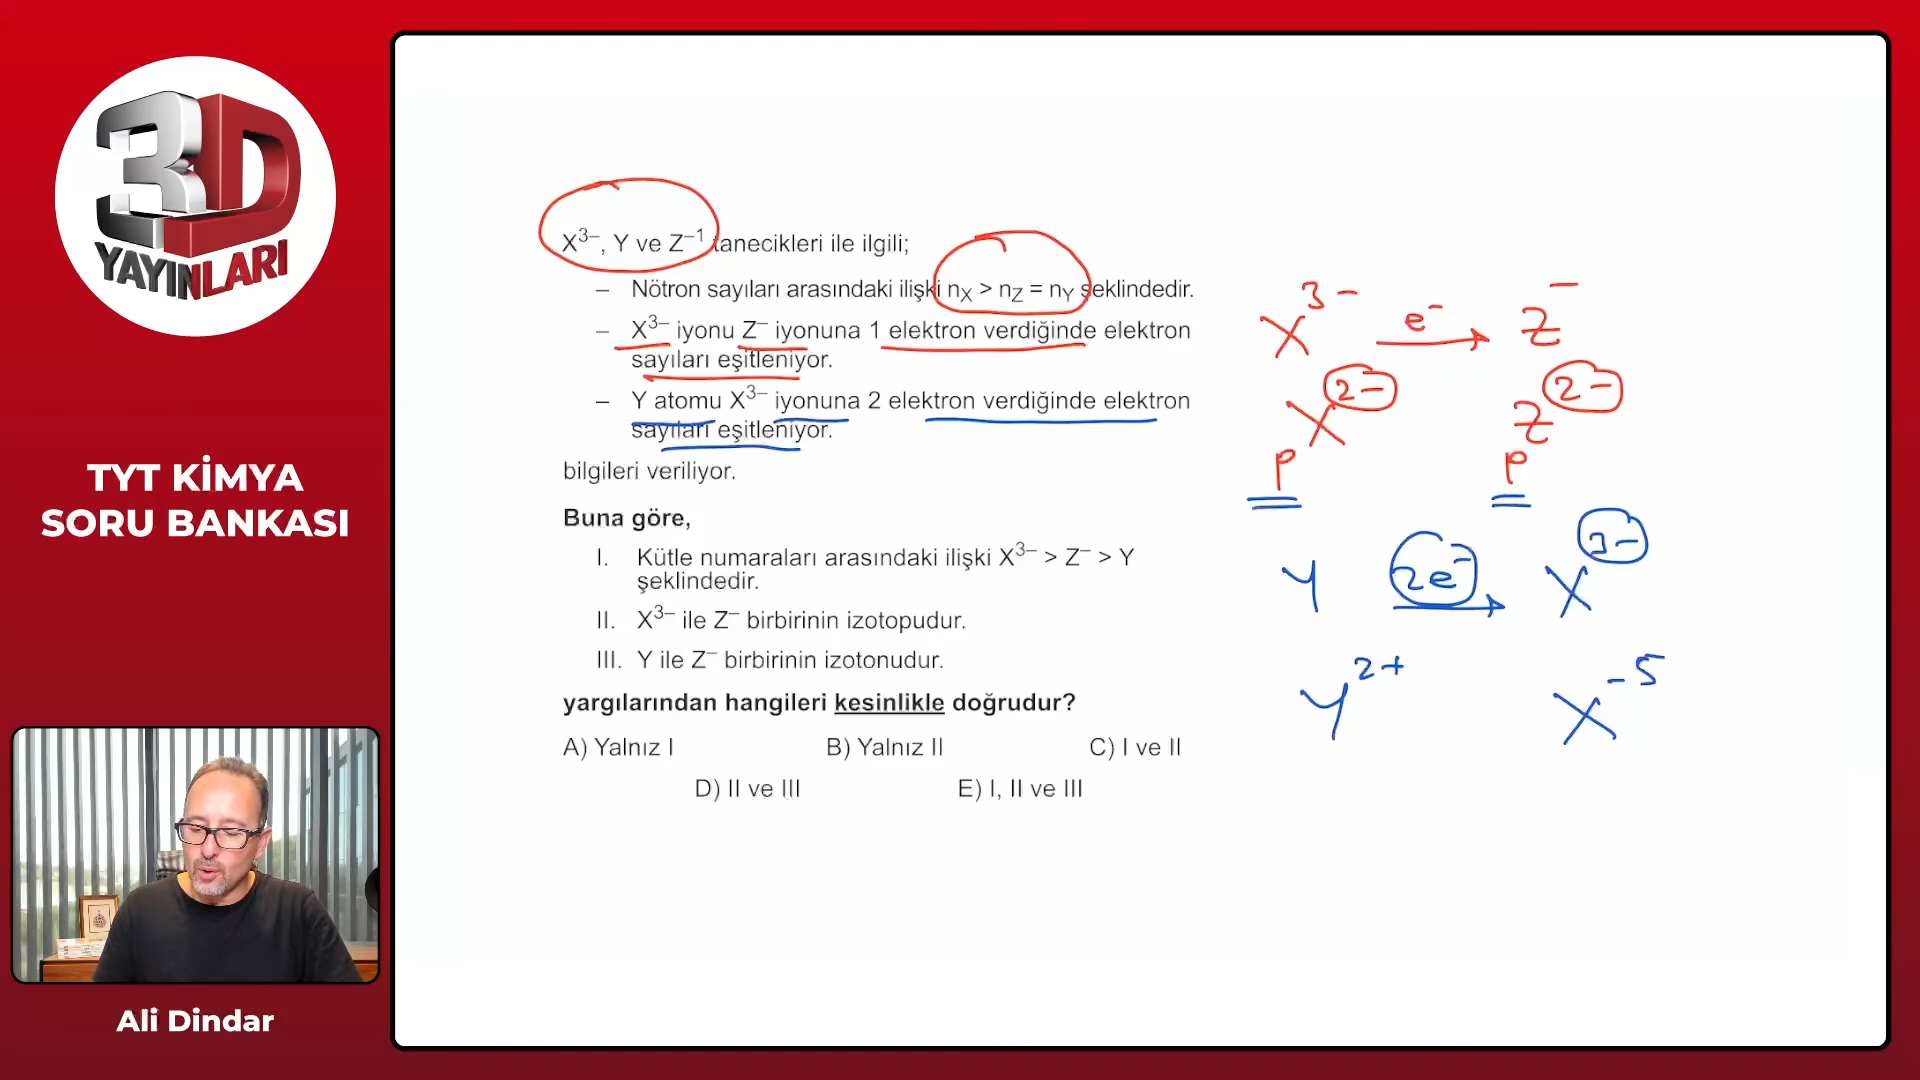 3D
YAYINLARI
TYT KİMYA
SORU BANKASI
Ali Dindar
X³⁻, Y ve Z⁻¹ tanecikleri ile ilgili;
– Nötron sayıları arasındaki ilişki nX > nZ = nY şeklindedir.
– X³⁻ iyonu Z⁻ iyonuna 1 elektron verdiğinde elektron
sayıları eşitleniyor.
– Y atomu X³⁻ iyonuna 2 elektron verdiğinde elektron
sayıları eşitleniyor.
bilgileri veriliyor.
Buna göre,
I. Kütle numaraları arasındaki ilişki X³⁻ > Z⁻ > Y
şeklindedir.
II. X³⁻ ile Z⁻ birbirinin izotopudur.
III. Y ile Z⁻ birbirinin izotonudur.
yargılarından hangileri kesinlikle doğrudur?
A) Yalnız I B) Yalnız II C) I ve II
D) II ve III E) I, II ve III
X³⁻ e⁻ Z⁻
X²⁻ Z²⁻
P P
Y 2e⁻ X³⁻
Y²⁺ X⁻⁵